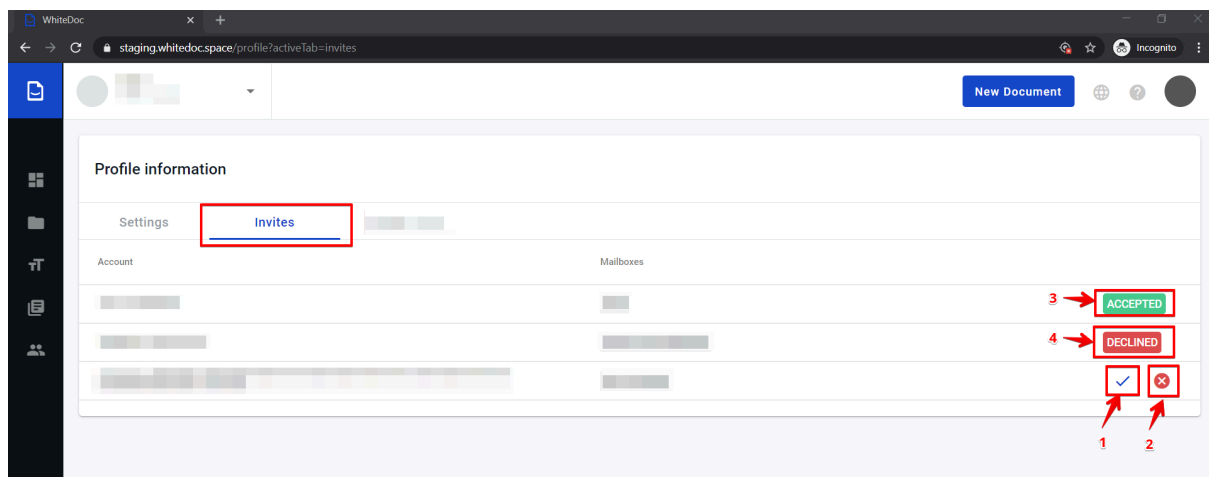 WhiteDoc
staging.whitedoc.space/profile?activeTab=invites
Incognito
New Document
Profile information
Settings
Invites
Account
Mailboxes
3
ACCEPTED
4
DECLINED
1
2